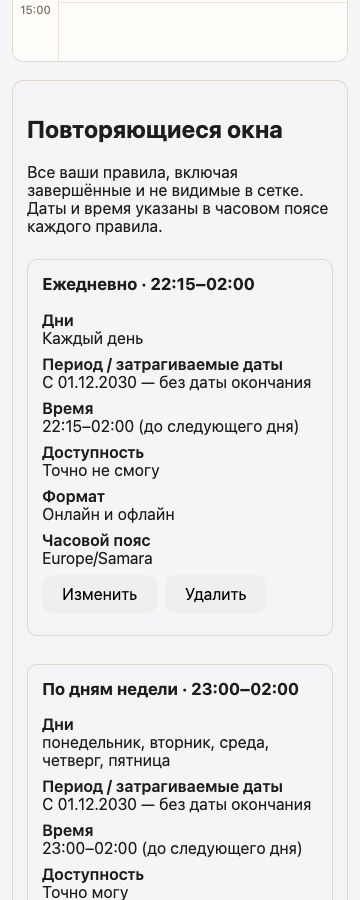 15:00
Повторяющиеся окна
Все ваши правила, включая
завершённые и не видимые в сетке.
Даты и время указаны в часовом поясе
каждого правила.
Ежедневно · 22:15–02:00
Дни
Каждый день
Период / затрагиваемые даты
С 01.12.2030 — без даты окончания
Время
22:15–02:00 (до следующего дня)
Доступность
Точно не смогу
Формат
Онлайн и офлайн
Часовой пояс
Europe/Samara
Изменить Удалить
По дням недели · 23:00–02:00
Дни
понедельник, вторник, среда,
четверг, пятница
Период / затрагиваемые даты
С 01.12.2030 — без даты окончания
Время
23:00–02:00 (до следующего дня)
Доступность
Точно могу